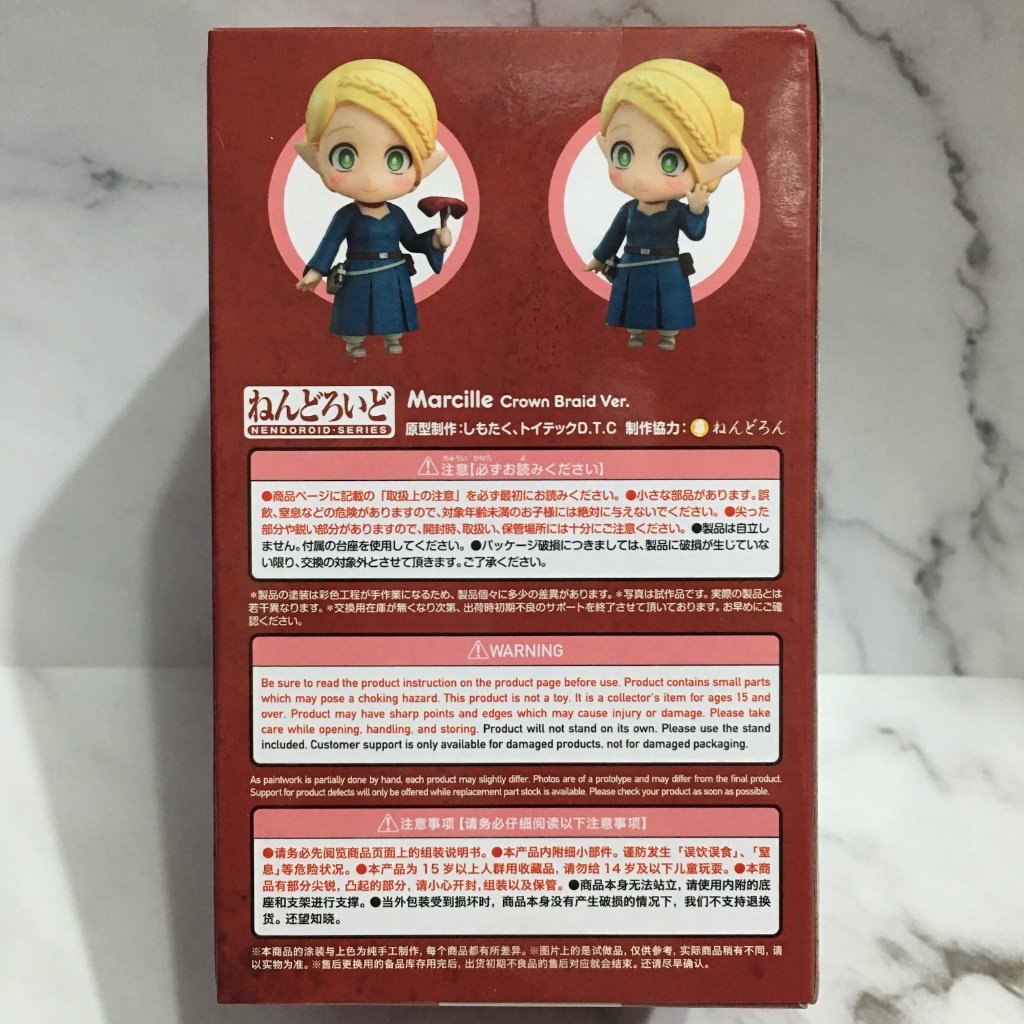 ねんどろいど
NENDOROID·SERIES
Marcille Crown Braid Ver.
原型制作：しもたく、トイテックD.T.C 制作協力： ねんどろん
ちゅうい かなら よ
⚠注意【必ずお読みください】
●商品ページに記載の「取扱上の注意」を必ず最初にお読みください。●小さな部品があります。誤
飲、窒息などの危険がありますので、対象年齢未満のお子様には絶対に与えないでください。●尖った
部分や鋭い部分がありますので、開封時、取扱い、保管場所には十分にご注意ください。●製品は自立し
ません。付属の台座を使用してください。●パッケージ破損につきましては、製品に破損が生じていな
い限り、交換の対象外とさせて頂きます。ご了承ください。
＊製品の塗装は彩色工程が手作業になるため、製品個々に多少の差異があります。＊写真は試作品です。実際の製品とは
若干異なります。＊交換用在庫が無くなり次第、出荷時初期不良のサポートを終了させて頂いております。お早めにご確
認ください。
⚠WARNING
Be sure to read the product instruction on the product page before use. Product contains small parts
which may pose a choking hazard. This product is not a toy. It is a collector's item for ages 15 and
over. Product may have sharp points and edges which may cause injury or damage. Please take
care while opening, handling, and storing. Product will not stand on its own. Please use the stand
included. Customer support is only available for damaged products, not for damaged packaging.
As paintwork is partially done by hand, each product may slightly differ. Photos are of a prototype and may differ from the final product.
Support for product defects will only be offered while replacement part stock is available. Please check your product as soon as possible.
⚠注意事项【请务必仔细阅读以下注意事项】
●请务必先阅览商品页面上的组装说明书。●本产品内附细小部件。谨防发生「误饮误食」、「窒
息」等危险状况。●本产品为 15 岁以上人群用收藏品，请勿给 14 岁及以下儿童玩耍。●本商
品有部分尖锐，凸起的部分，请小心开封，组装以及保管。●商品本身无法站立，请使用内附的底
座和支架进行支撑。●当外包装受到损坏时，商品本身没有产生破损的情况下，我们不支持退换
货。还望知晓。
※本商品的涂装与上色为纯手工制作，每个商品都有所差异。※图片上的是试做品，仅供参考，实际商品稍有不同，请
以实物为准。※售后更换用的备品库存用完后，出货初期不良品的售后对应就会结束。还请尽早确认。